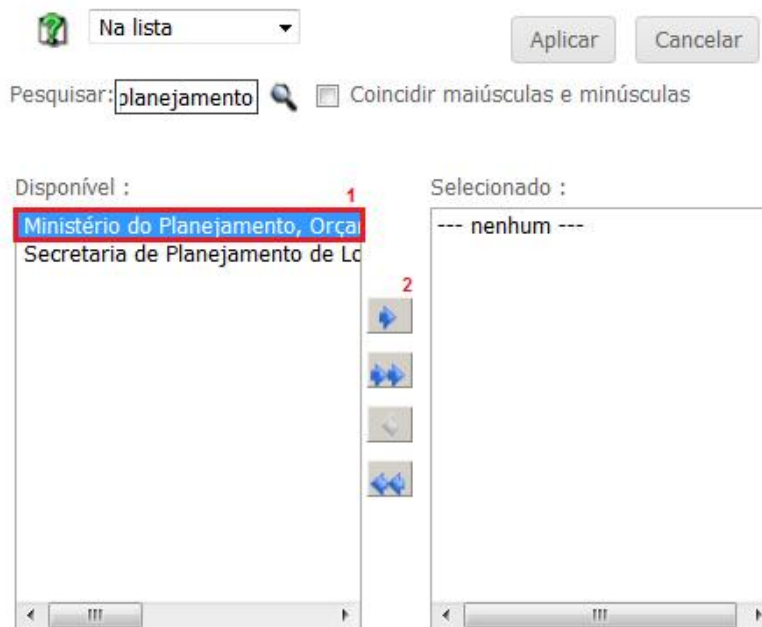 Na lista
Aplicar
Cancelar
Pesquisar:
planejamento
Coincidir maiúsculas e minúsculas
Disponível :
1
Selecionado :
Ministério do Planejamento, Orça
--- nenhum ---
Secretaria de Planejamento de Lo
2